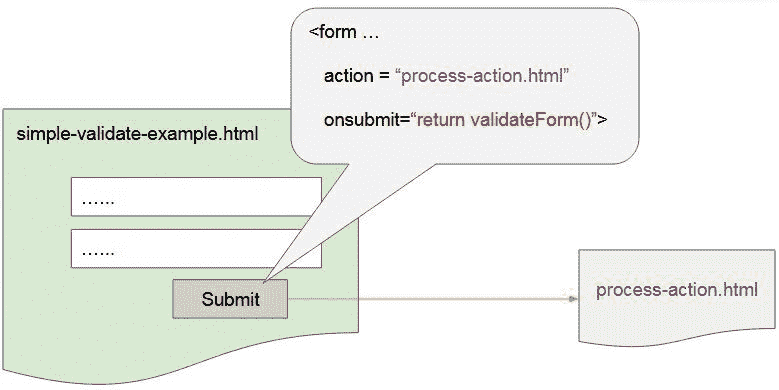 <form …
action = “process-action.html”
onsubmit=“return validateForm()”>
simple-validate-example.html
…...
…...
Submit
process-action.html